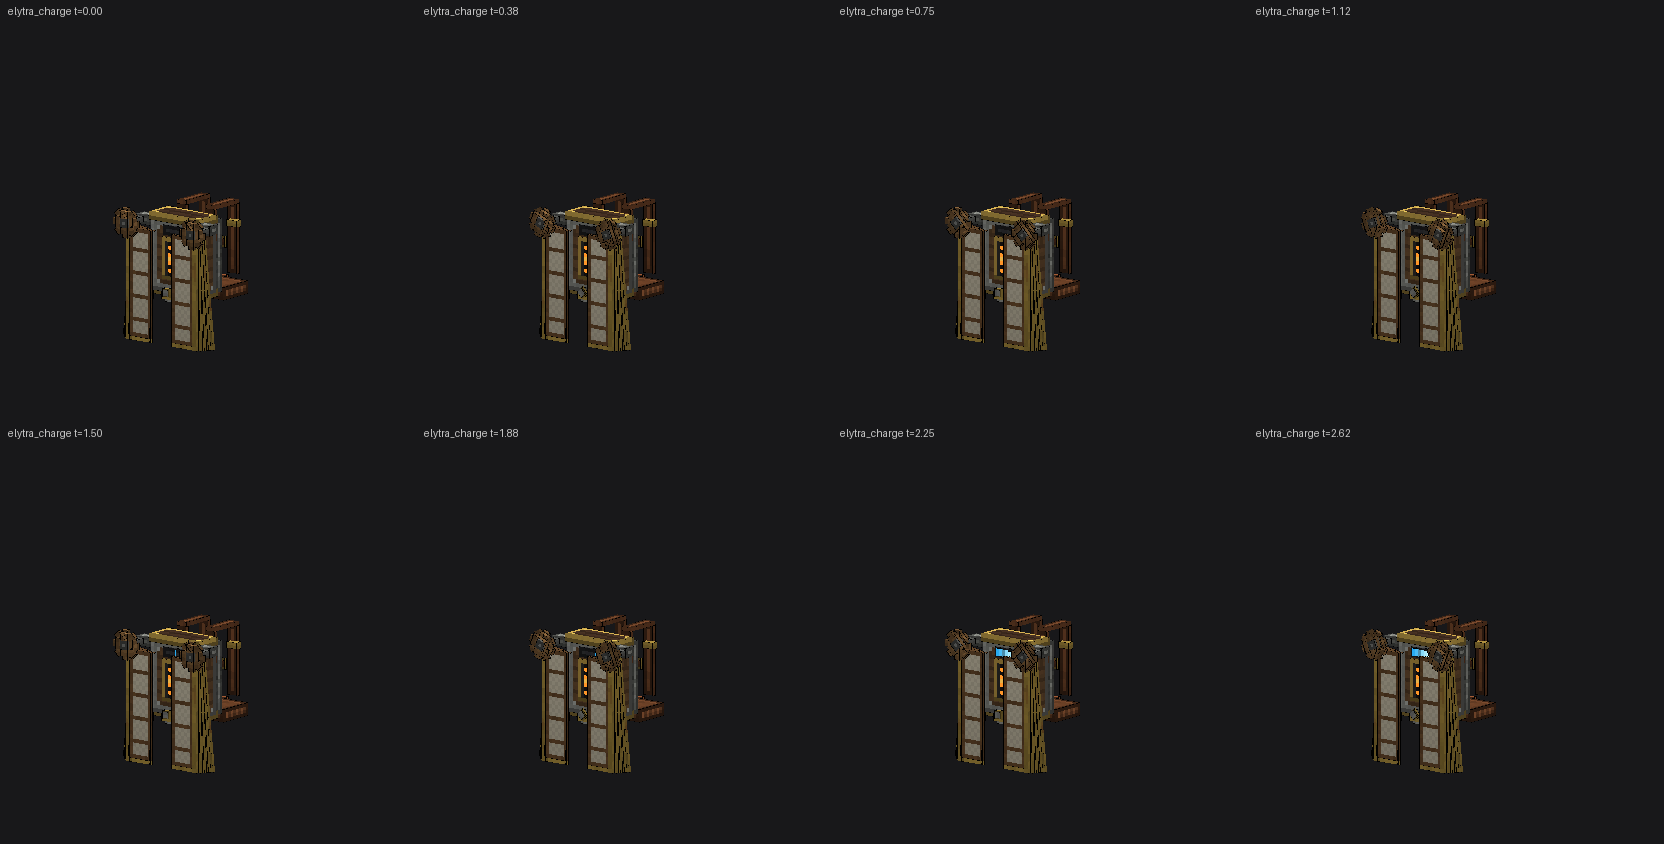 elytra_charge t=0.00
elytra_charge t=0.38
elytra_charge t=0.75
elytra_charge t=1.12
elytra_charge t=1.50
elytra_charge t=1.88
elytra_charge t=2.25
elytra_charge t=2.62